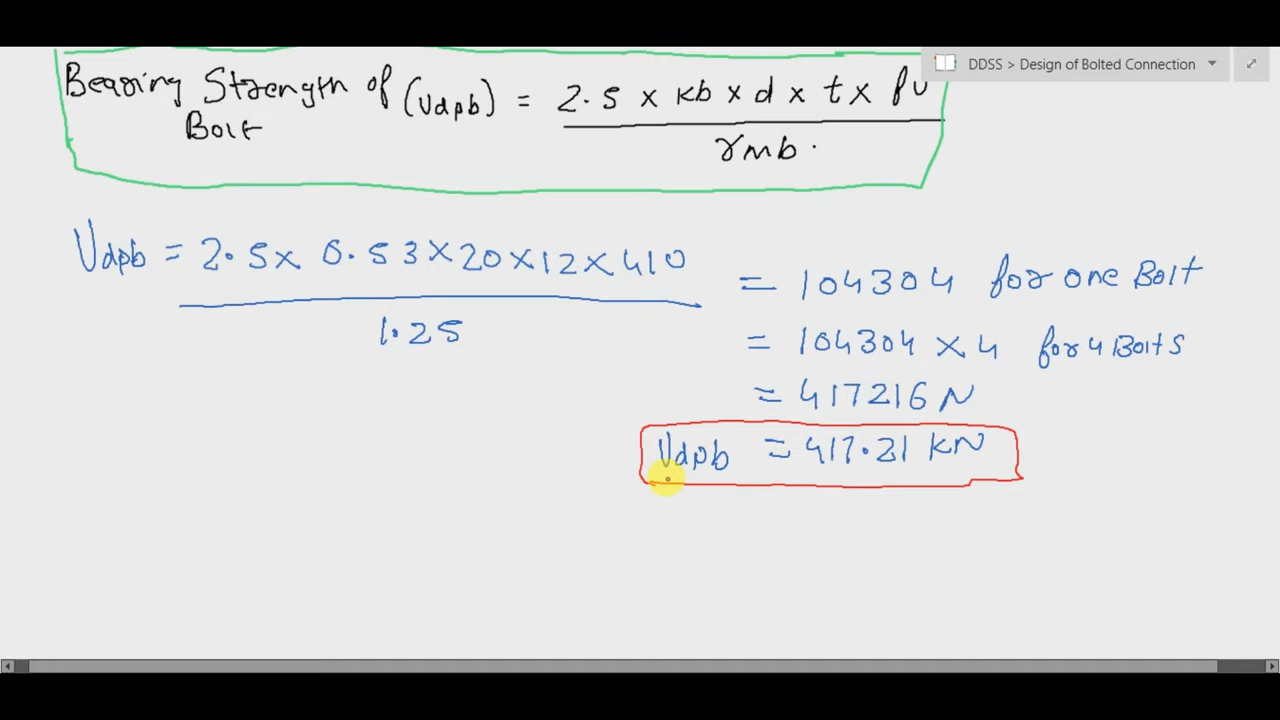 DDSS > Design of Bolted Connection
Bearing Strength of (Vdpb) = 2.5 x kb x d x t x fu
Bolt
γmb.
Vdpb = 2.5x 0.53x20x12x410
1.25
= 104304 for one Bolt
= 104304 x 4 for 4 Bolts
= 417216 N
Vdpb = 417.21 KN